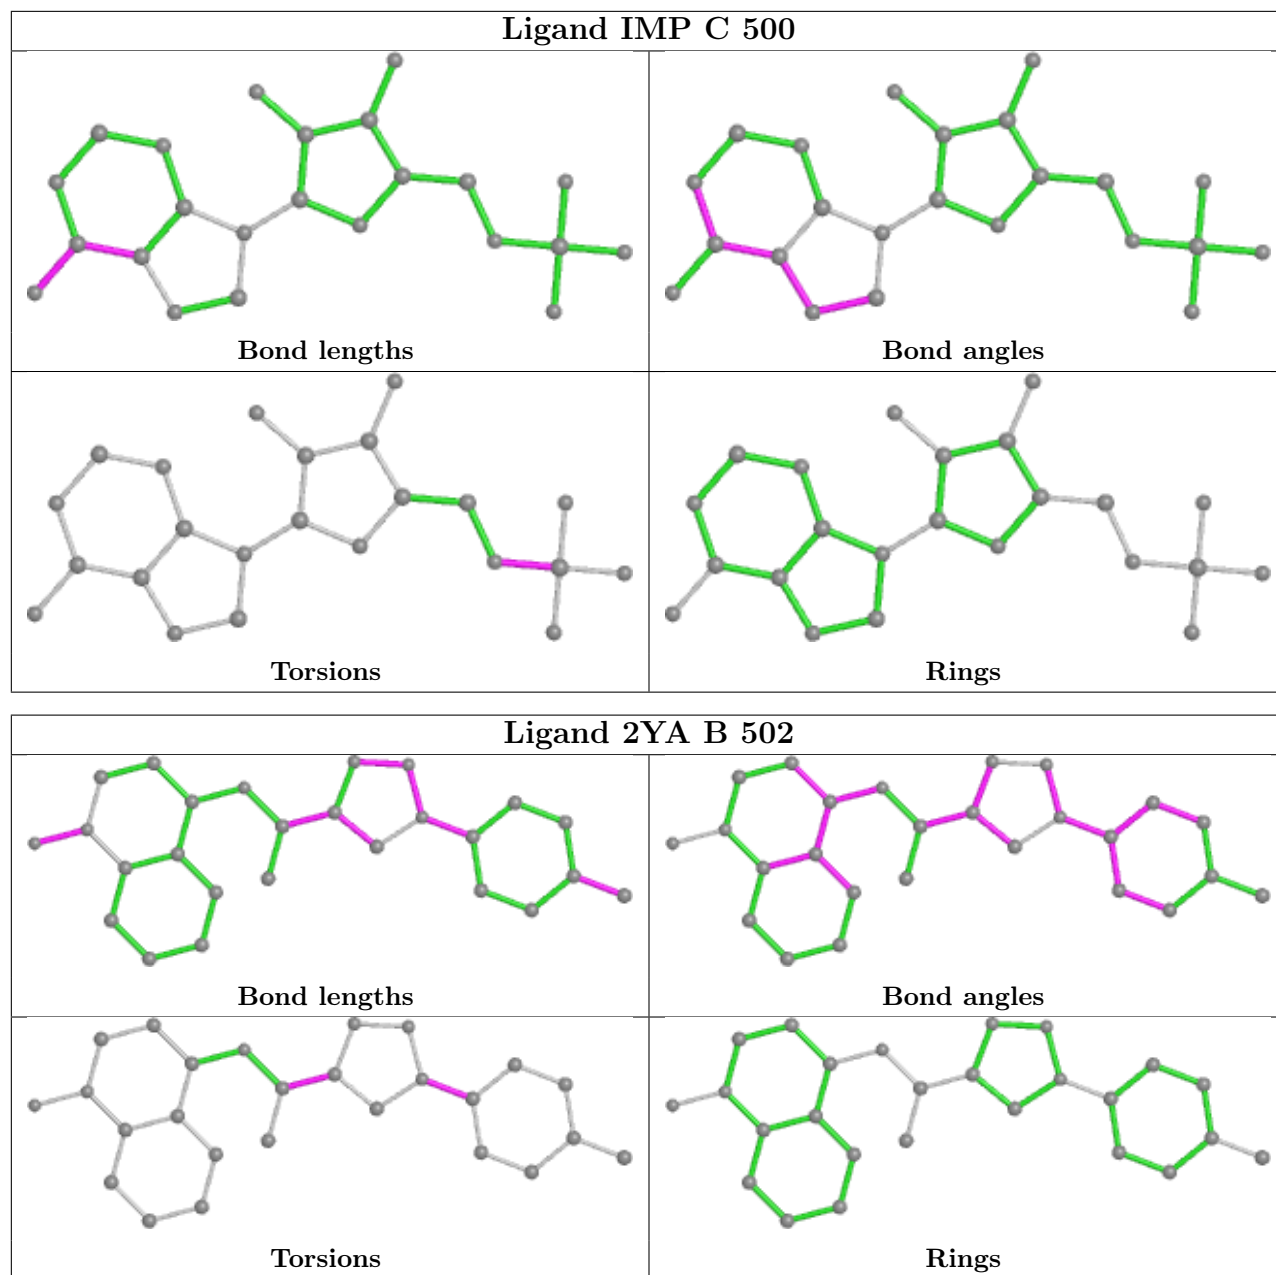 Ligand IMP C 500
Bond lengths
Bond angles
Torsions
Rings
Ligand 2YA B 502
Bond lengths
Bond angles
Torsions
Rings